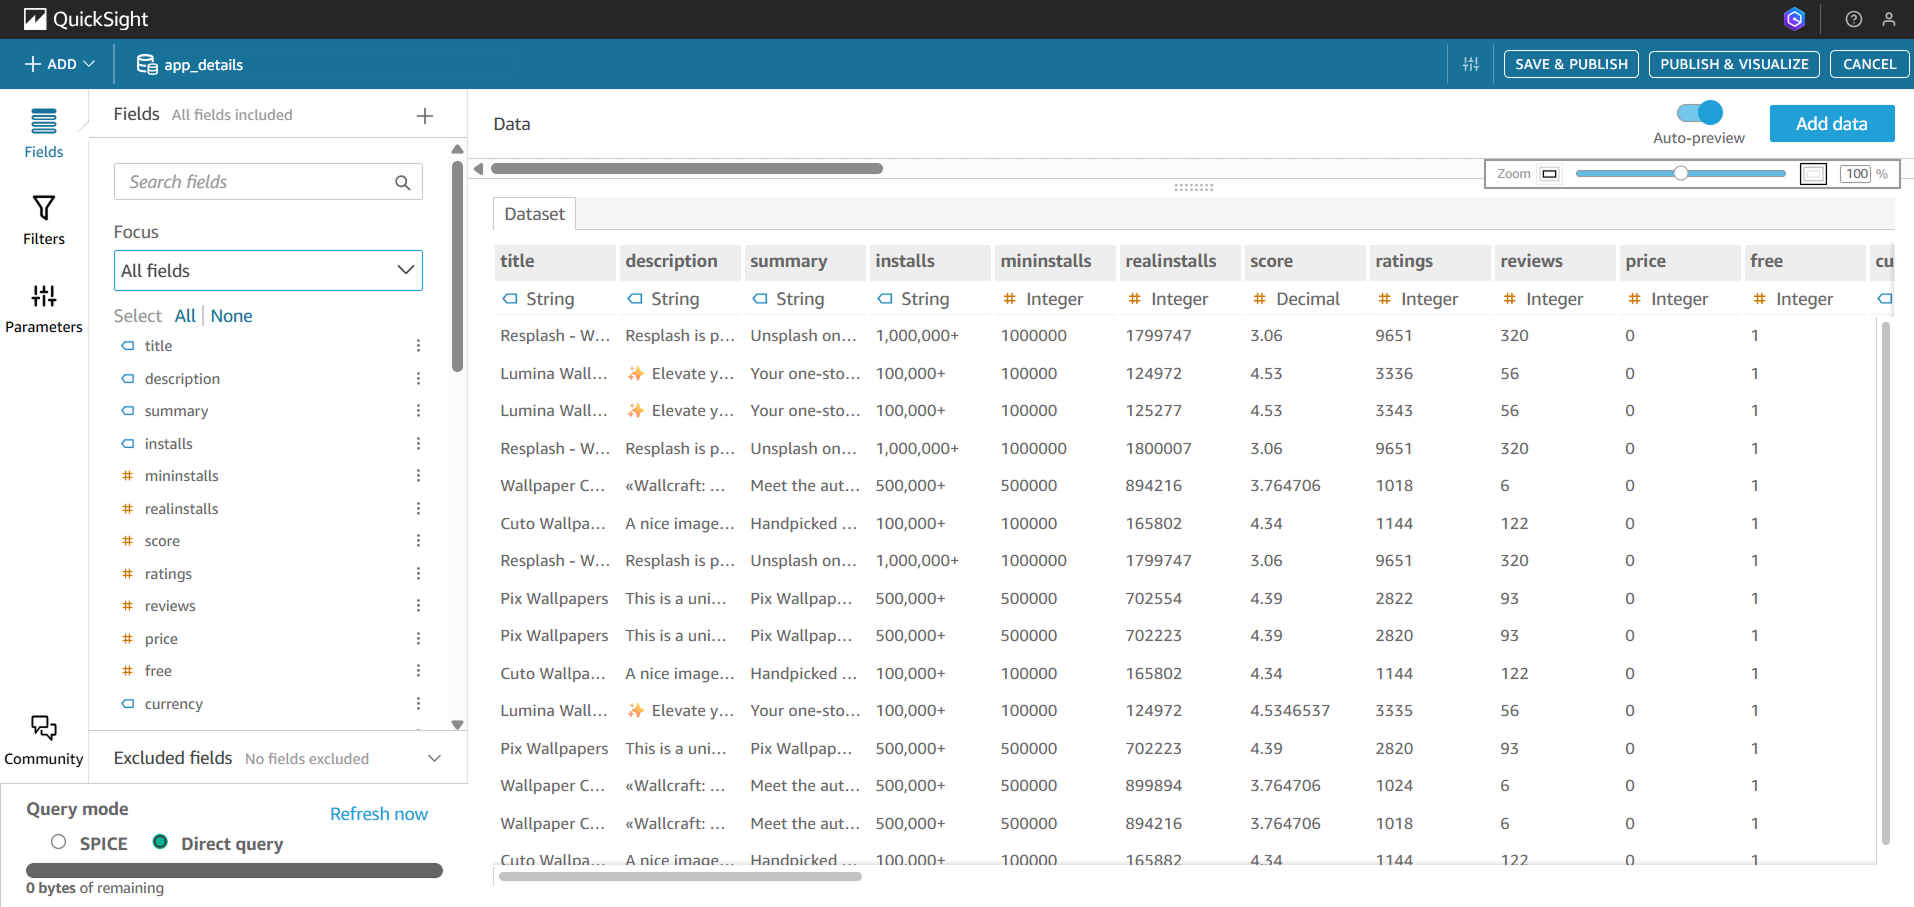 QuickSight
ADD
app_details
SAVE & PUBLISH
PUBLISH & VISUALIZE
CANCEL
Fields
Filters
Parameters
Community
Fields All fields included
Search fields
Focus
All fields
Select All None
title
description
summary
installs
mininstalls
realinstalls
score
ratings
reviews
price
free
currency
Excluded fields No fields excluded
Query mode Refresh now
SPICE Direct query
0 bytes of remaining
Data
Auto-preview
Add data
Zoom 100 %
Dataset
title description summary installs mininstalls realinstalls score ratings reviews price free cu
String String String String # Integer # Integer # Decimal # Integer # Integer # Integer # Integer
Resplash - W... Resplash is p... Unsplash on... 1,000,000+ 1000000 1799747 3.06 9651 320 0 1
Lumina Wall... ✨ Elevate y... Your one-sto... 100,000+ 100000 124972 4.53 3336 56 0 1
Lumina Wall... ✨ Elevate y... Your one-sto... 100,000+ 100000 125277 4.53 3343 56 0 1
Resplash - W... Resplash is p... Unsplash on... 1,000,000+ 1000000 1800007 3.06 9651 320 0 1
Wallpaper C... «Wallcraft: ... Meet the aut... 500,000+ 500000 894216 3.764706 1018 6 0 1
Cuto Wallpa... A nice image... Handpicked ... 100,000+ 100000 165802 4.34 1144 122 0 1
Resplash - W... Resplash is p... Unsplash on... 1,000,000+ 1000000 1799747 3.06 9651 320 0 1
Pix Wallpapers This is a uni... Pix Wallpap... 500,000+ 500000 702554 4.39 2822 93 0 1
Pix Wallpapers This is a uni... Pix Wallpap... 500,000+ 500000 702223 4.39 2820 93 0 1
Cuto Wallpa... A nice image... Handpicked ... 100,000+ 100000 165802 4.34 1144 122 0 1
Lumina Wall... ✨ Elevate y... Your one-sto... 100,000+ 100000 124972 4.5346537 3335 56 0 1
Pix Wallpapers This is a uni... Pix Wallpap... 500,000+ 500000 702223 4.39 2820 93 0 1
Wallpaper C... «Wallcraft: ... Meet the aut... 500,000+ 500000 899894 3.764706 1024 6 0 1
Wallpaper C... «Wallcraft: ... Meet the aut... 500,000+ 500000 894216 3.764706 1018 6 0 1
Cuto Wallpa... A nice image... Handpicked ... 100,000+ 100000 165882 4.34 1144 122 0 1